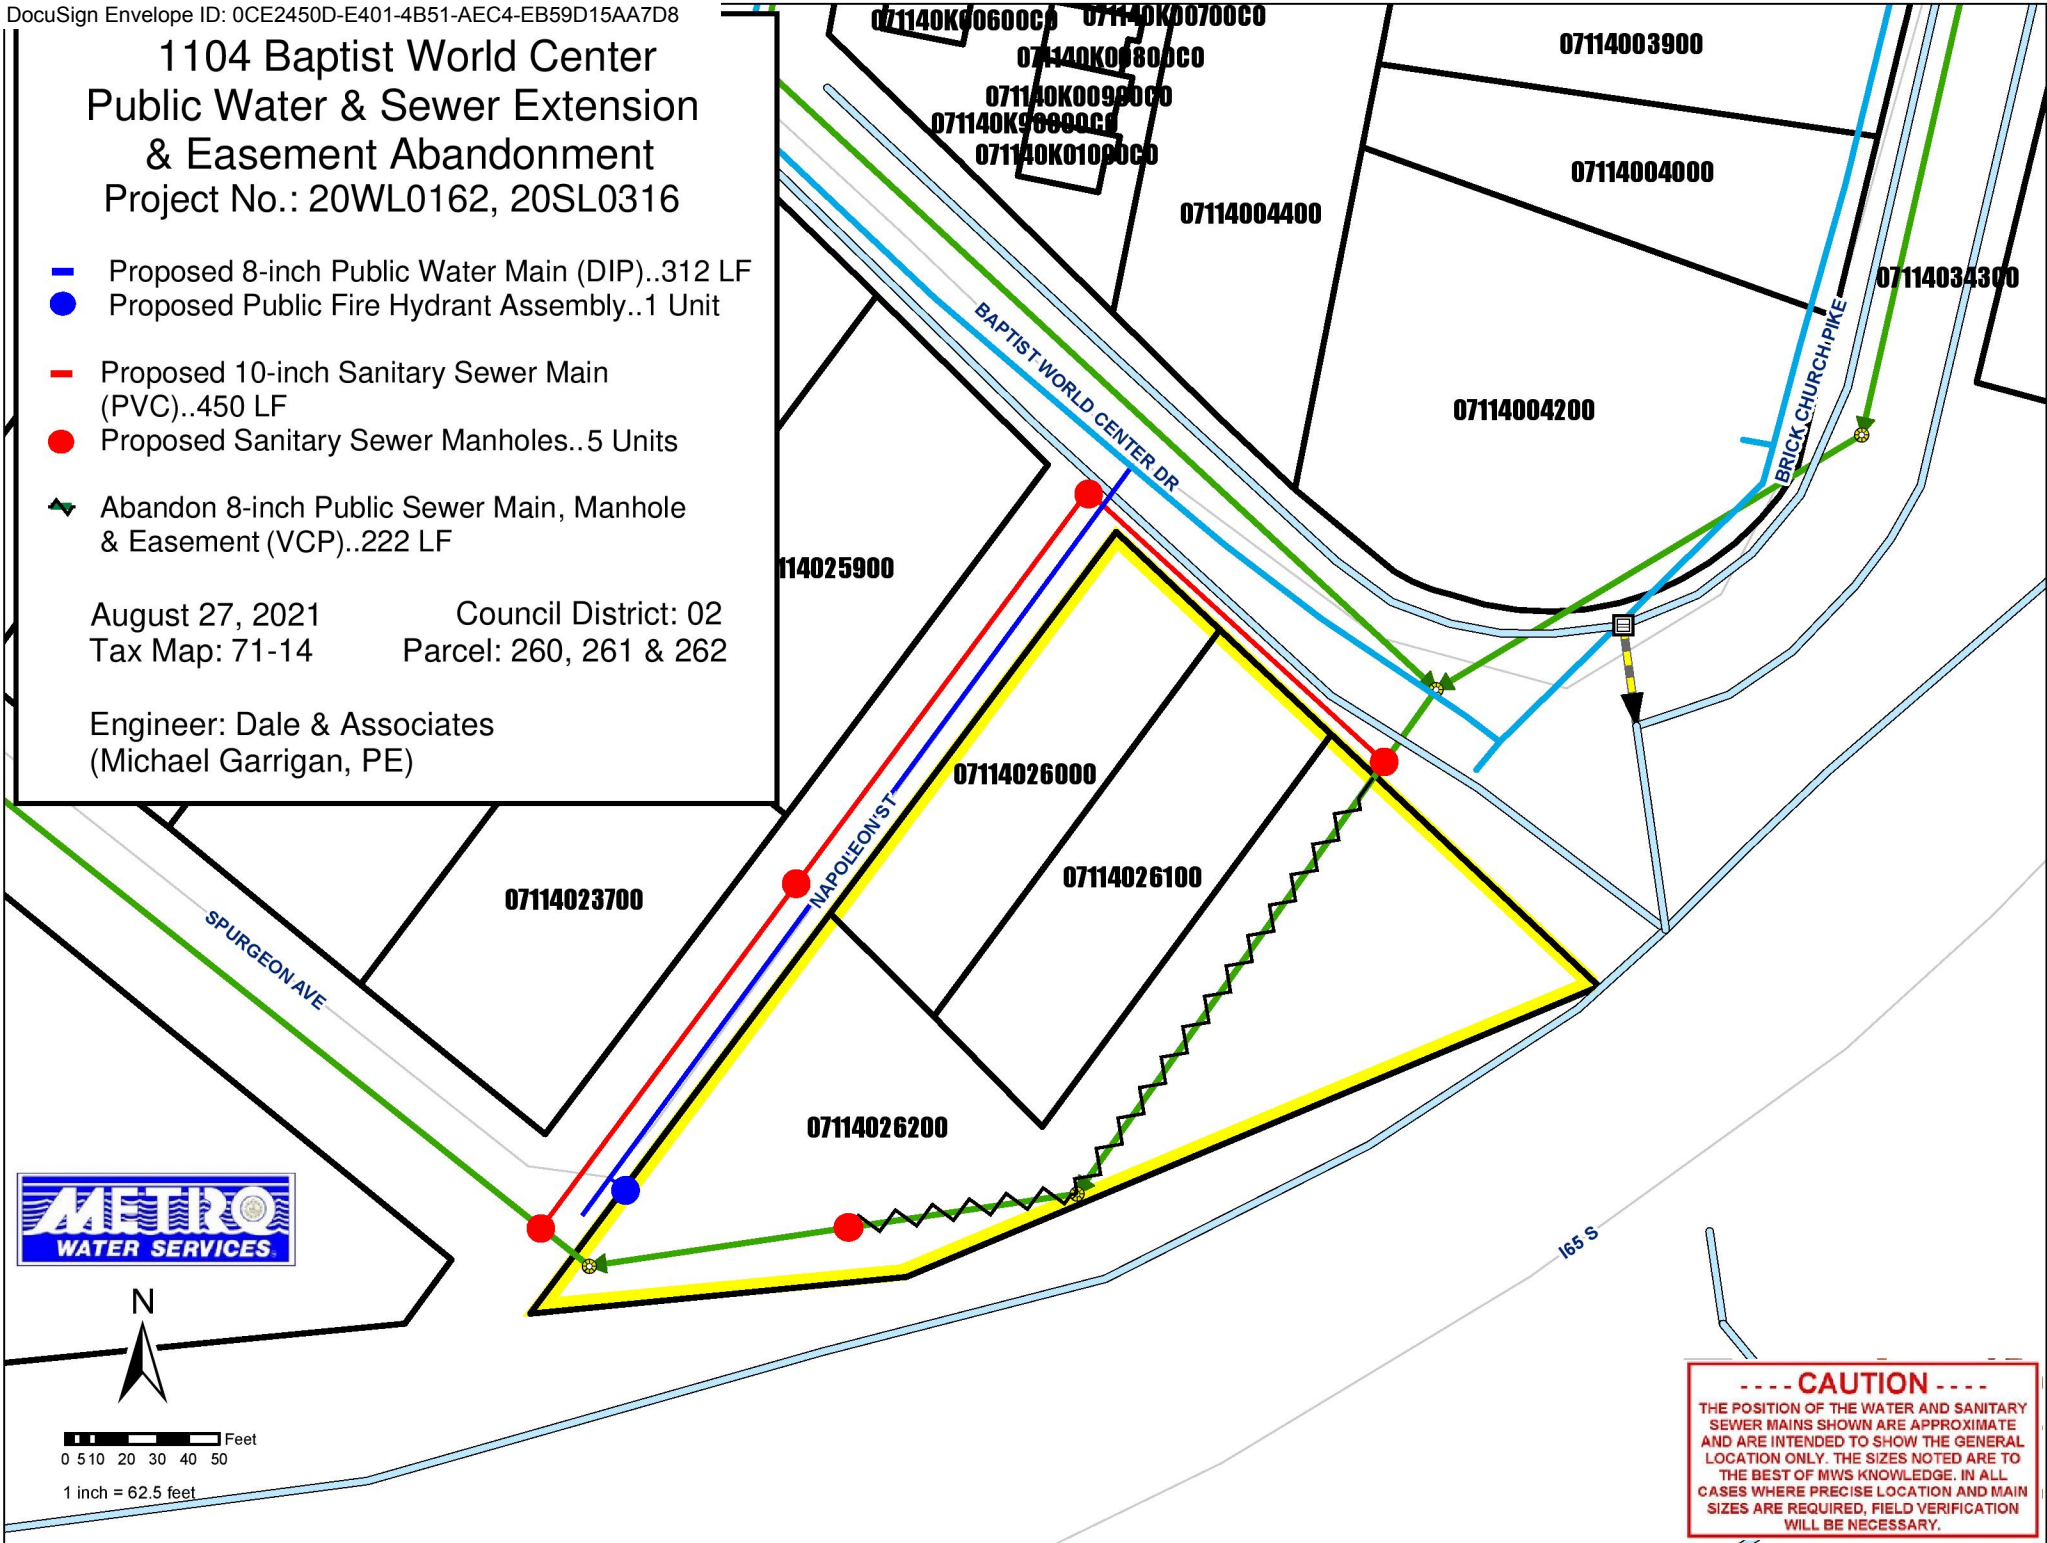 DocuSign Envelope ID: 0CE2450D-E401-4B51-AEC4-EB59D15AA7D8
1104 Baptist World Center
Public Water & Sewer Extension
& Easement Abandonment
Project No.: 20WL0162, 20SL0316
Proposed 8-inch Public Water Main (DIP)..312 LF
Proposed Public Fire Hydrant Assembly..1 Unit
Proposed 10-inch Sanitary Sewer Main
(PVC)..450 LF
Proposed Sanitary Sewer Manholes..5 Units
Abandon 8-inch Public Sewer Main, Manhole
& Easement (VCP)..222 LF
August 27, 2021 Council District: 02
Tax Map: 71-14 Parcel: 260, 261 & 262
Engineer: Dale & Associates
(Michael Garrigan, PE)
071140K00600CO
071140K00700CO
071140K00800CO
071140K00900CO
071140K90000CO
071140K01000CO
07114003900
07114004000
07114004400
07114034300
07114004200
BAPTIST WORLD CENTER DR
BRICK CHURCH PIKE
114025900
07114026000
07114026100
NAPOLEON ST
07114023700
SPURGEON AVE
07114026200
I65 S
METRO
WATER SERVICES
N
Feet
0 5 10 20 30 40 50
1 inch = 62.5 feet
---- CAUTION ----
THE POSITION OF THE WATER AND SANITARY
SEWER MAINS SHOWN ARE APPROXIMATE
AND ARE INTENDED TO SHOW THE GENERAL
LOCATION ONLY. THE SIZES NOTED ARE TO
THE BEST OF MWS KNOWLEDGE. IN ALL
CASES WHERE PRECISE LOCATION AND MAIN
SIZES ARE REQUIRED, FIELD VERIFICATION
WILL BE NECESSARY.